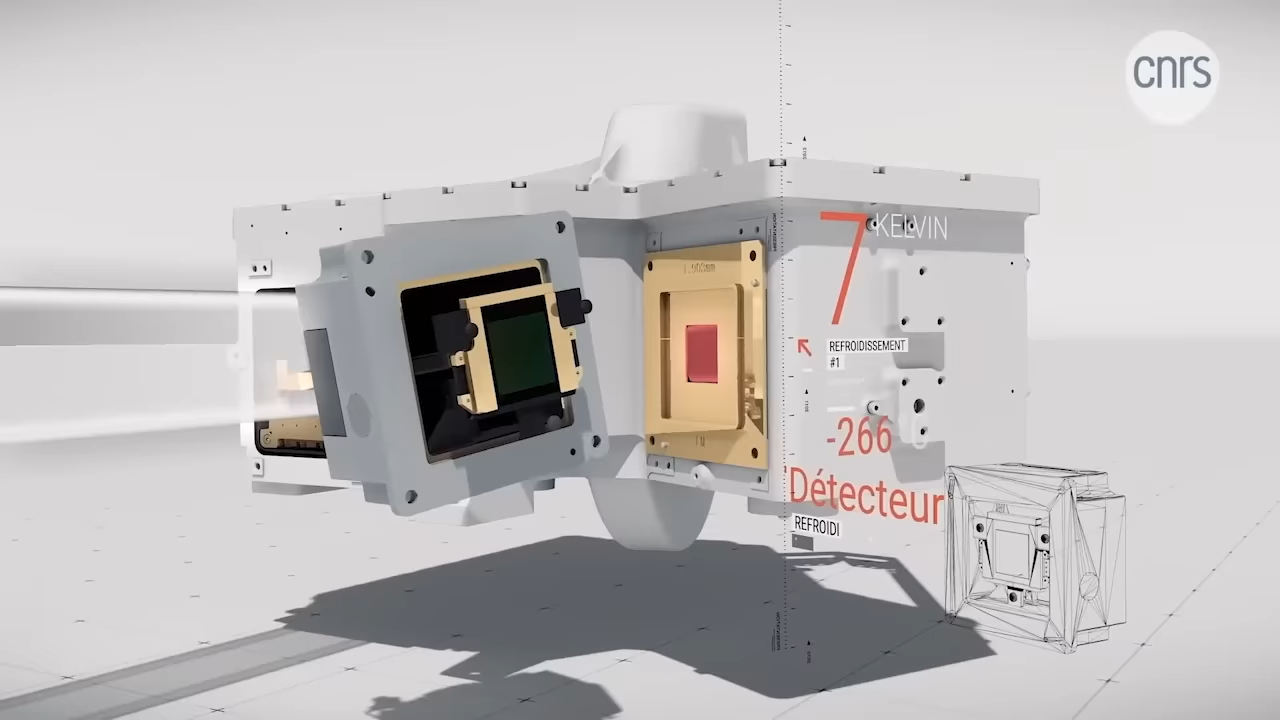 cnrs
7 KELVIN
REFROIDISSEMENT
#1
-266
Détecteur
REFROIDI